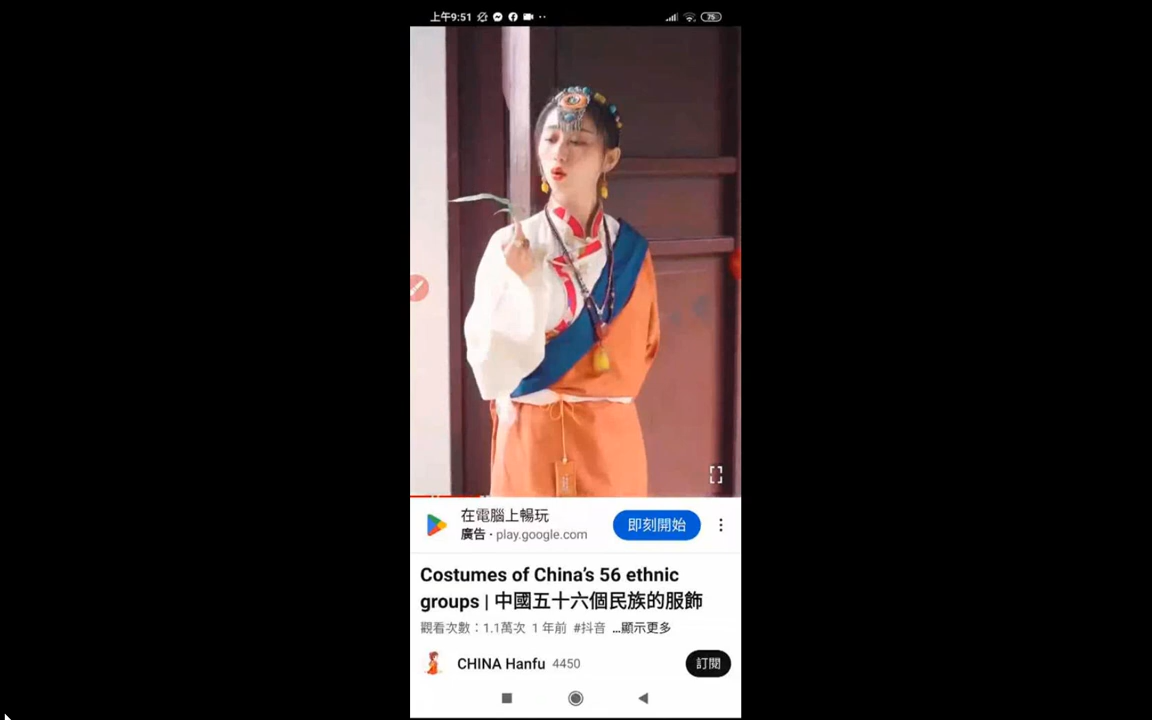 上午9:51
75
在電腦上暢玩
廣告・play.google.com
即刻開始
Costumes of China's 56 ethnic
groups | 中國五十六個民族的服飾
觀看次數：1.1萬次 1 年前 #抖音 ...顯示更多
CHINA Hanfu 4450
訂閱